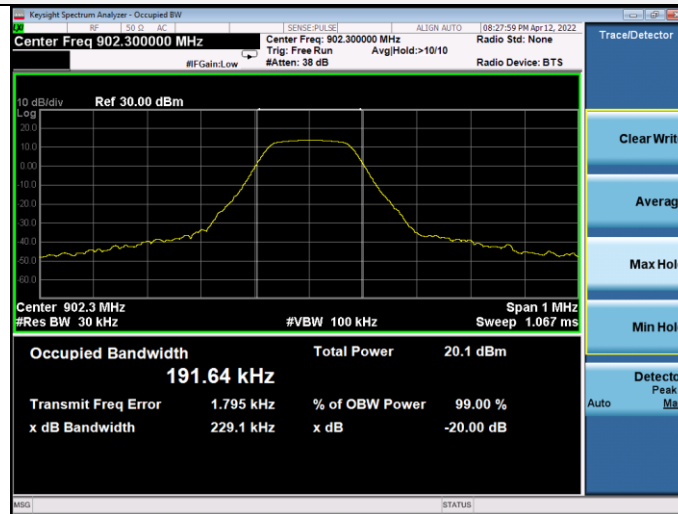 Keysight Spectrum Analyzer - Occupied BW
RF 50 Ω AC SENSE:PULSE ALIGN AUTO 08:27:59 PM Apr 12, 2022
Center Freq 902.300000 MHz
Center Freq: 902.300000 MHz
Radio Std: None
Trig: Free Run Avg|Hold:>10/10
#IFGain:Low
#Atten: 38 dB
Radio Device: BTS
Trace/Detector
10 dB/div Ref 30.00 dBm
Log
20.0
10.0
0.00
-10.0
-20.0
-30.0
-40.0
-50.0
-60.0
Center 902.3 MHz
Span 1 MHz
#Res BW 30 kHz
#VBW 100 kHz
Sweep 1.067 ms
Occupied Bandwidth
191.64 kHz
Total Power 20.1 dBm
Transmit Freq Error 1.795 kHz
% of OBW Power 99.00 %
x dB Bandwidth 229.1 kHz
x dB -20.00 dB
Clear Writ
Averag
Max Hol
Min Hol
Detecto
Peak
Auto Ma
MSG
STATUS